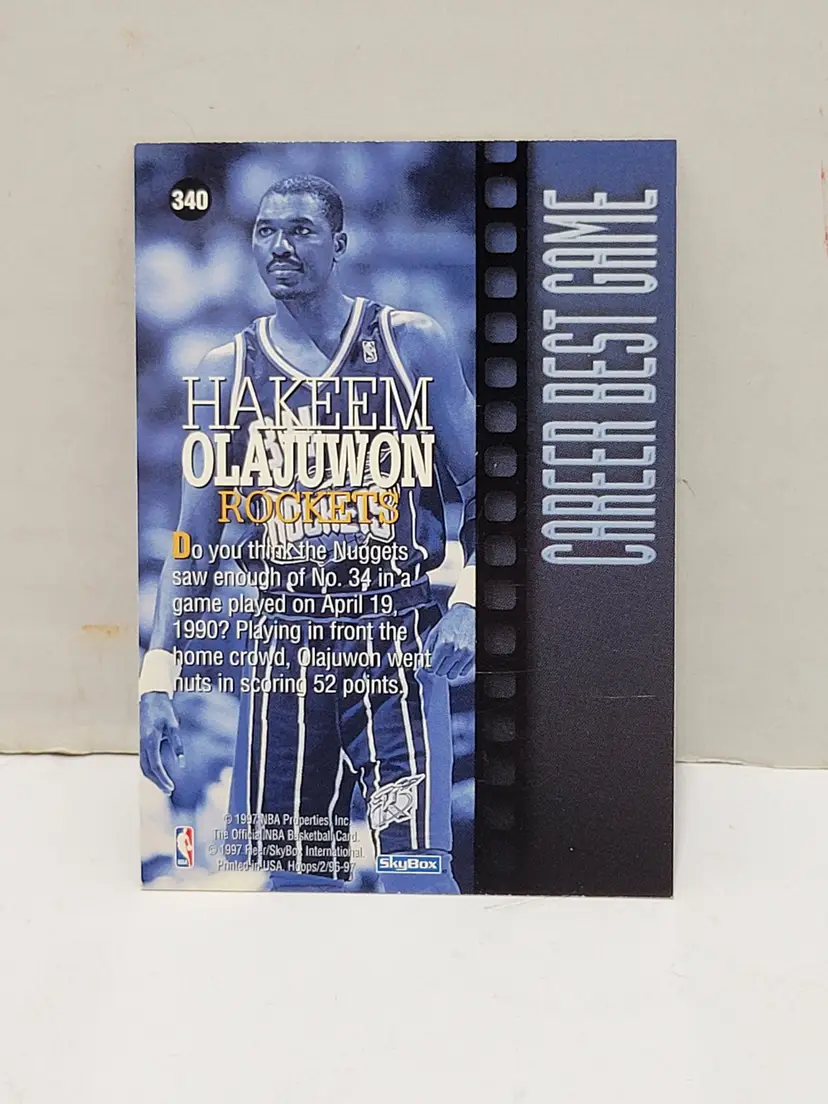 340
CAREER BEST GAME
HAKEEM
OLAJUWON
ROCKETS
Do you think the Nuggets
saw enough of No. 34 in a
game played on April 19,
1990? Playing in front the
home crowd, Olajuwon went
nuts in scoring 52 points.
© 1997 NBA Properties, Inc.
The Official NBA Basketball Card.
© 1997 Fleer/SkyBox International.
Printed in USA. Hoops/2/96-97
SkyBox